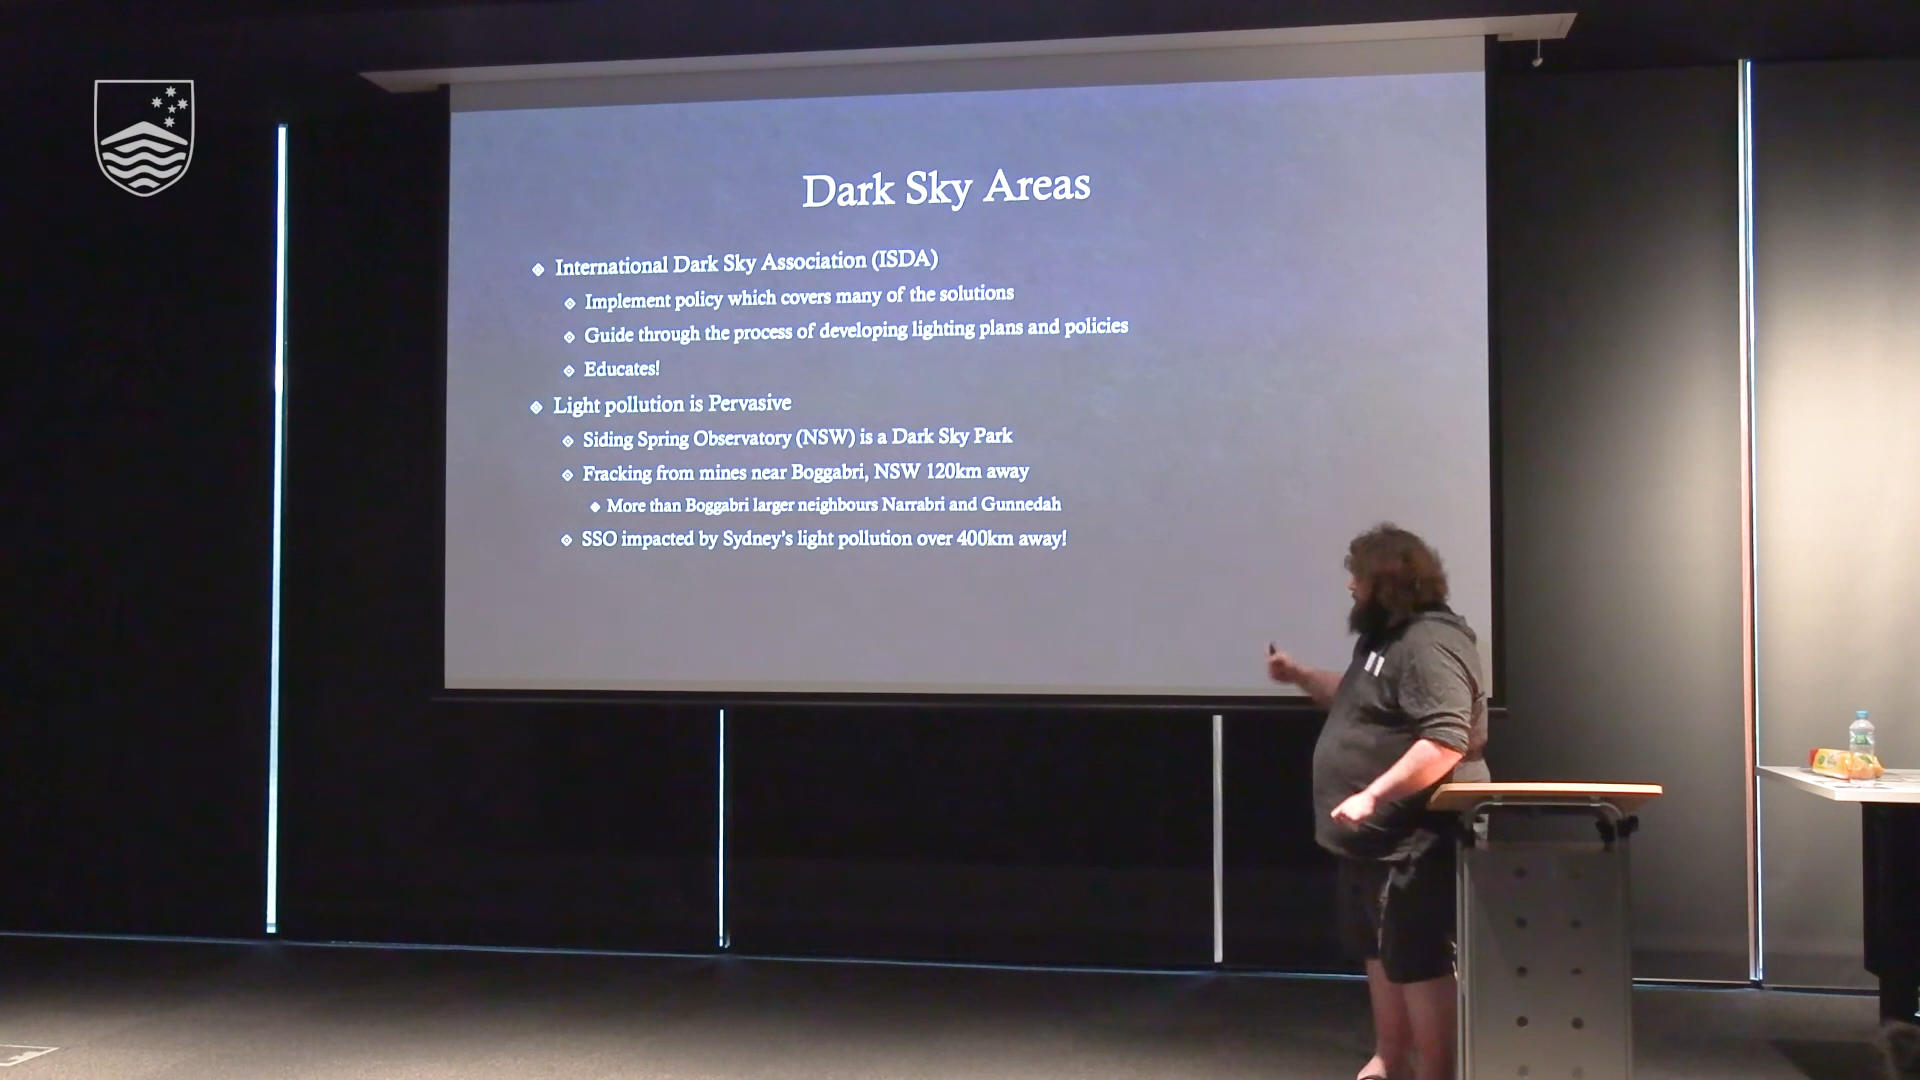 Dark Sky Areas
International Dark Sky Association (ISDA)
Implement policy which covers many of the solutions
Guide through the process of developing lighting plans and policies
Educates!
Light pollution is Pervasive
Siding Spring Observatory (NSW) is a Dark Sky Park
Fracking from mines near Boggabri, NSW 120km away
More than Boggabri larger neighbours Narrabri and Gunnedah
SSO impacted by Sydney's light pollution over 400km away!